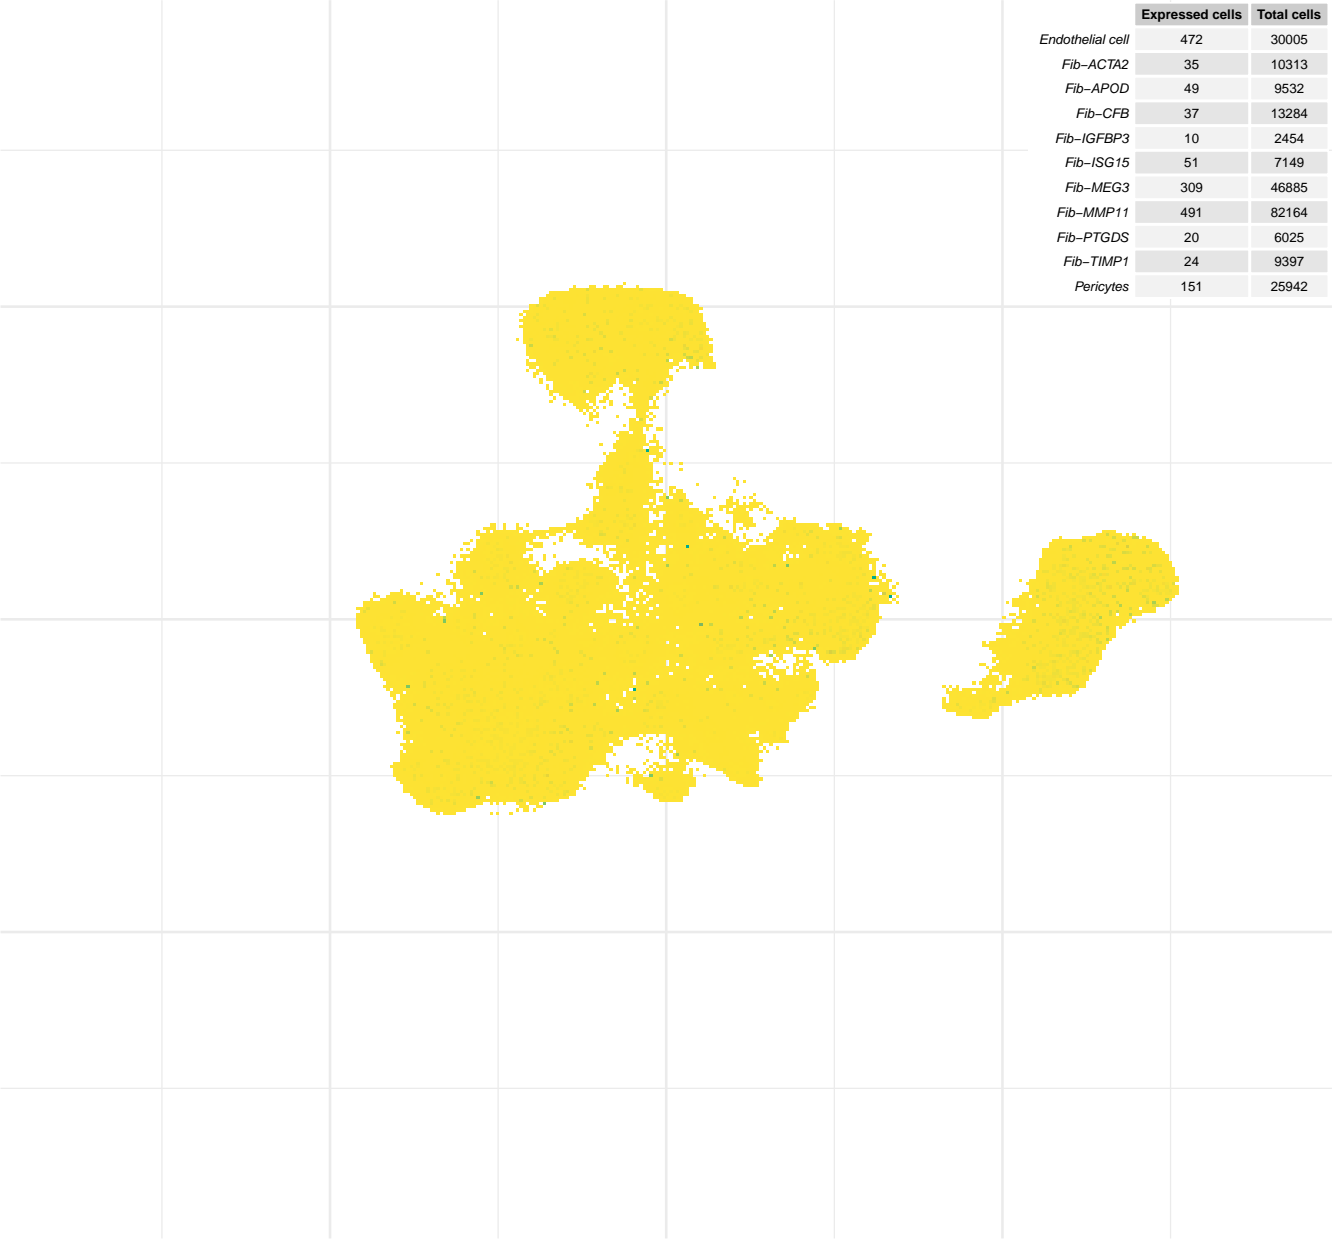 Expressed cells Total cells
Endothelial cell 472 30005
Fib−ACTA2 35 10313
Fib−APOD 49 9532
Fib−CFB 37 13284
Fib−IGFBP3 10 2454
Fib−ISG15 51 7149
Fib−MEG3 309 46885
Fib−MMP11 491 82164
Fib−PTGDS 20 6025
Fib−TIMP1 24 9397
Pericytes 151 25942